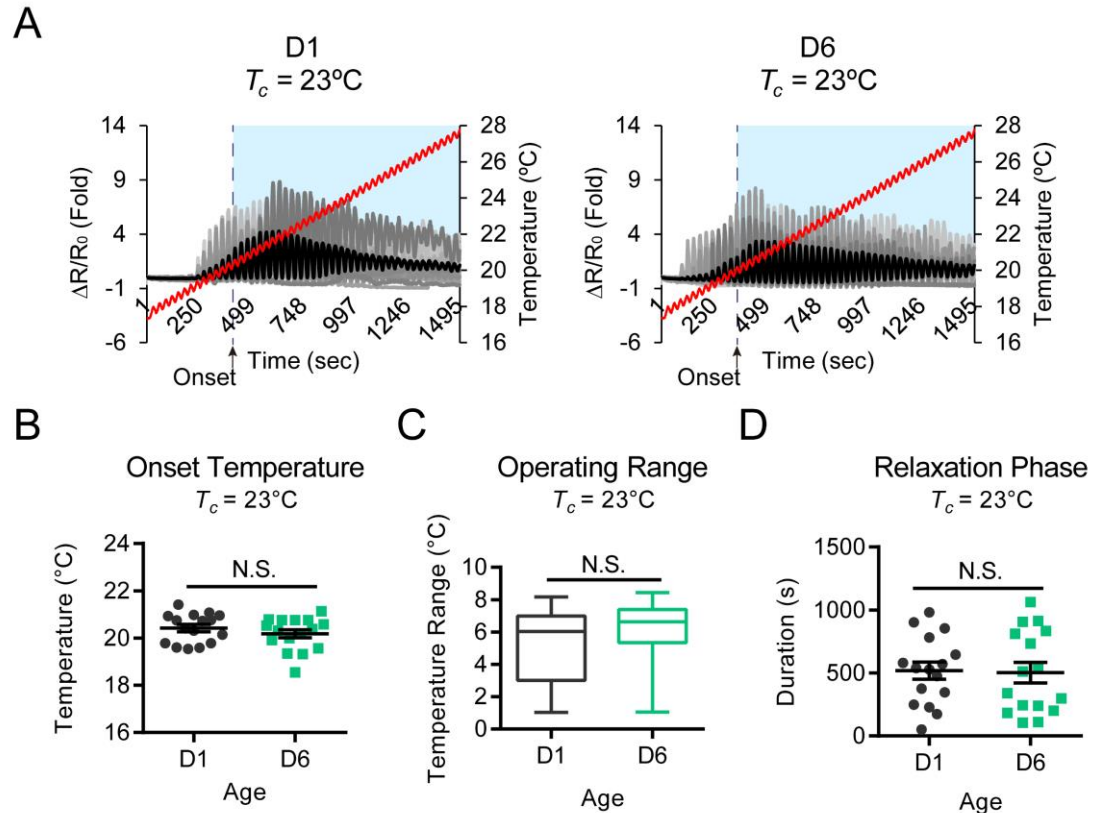 A
D1
T_c = 23ºC
ΔR/R₀ (Fold)
14
9
4
-1
-6
28
26
24
22
20
18
16
Temperature (ºC)
1
250
499
748
997
1246
1495
Time (sec)
Onset
D6
T_c = 23ºC
ΔR/R₀ (Fold)
14
9
4
-1
-6
28
26
24
22
20
18
16
Temperature (ºC)
1
250
499
748
997
1246
1495
Time (sec)
Onset
B
Onset Temperature
T_c = 23°C
Temperature (°C)
24
22
20
18
16
N.S.
D1 D6
Age
C
Operating Range
T_c = 23°C
Temperature Range (°C)
10
8
6
4
2
0
N.S.
D1 D6
Age
D
Relaxation Phase
T_c = 23°C
Duration (s)
1500
1000
500
0
N.S.
D1 D6
Age